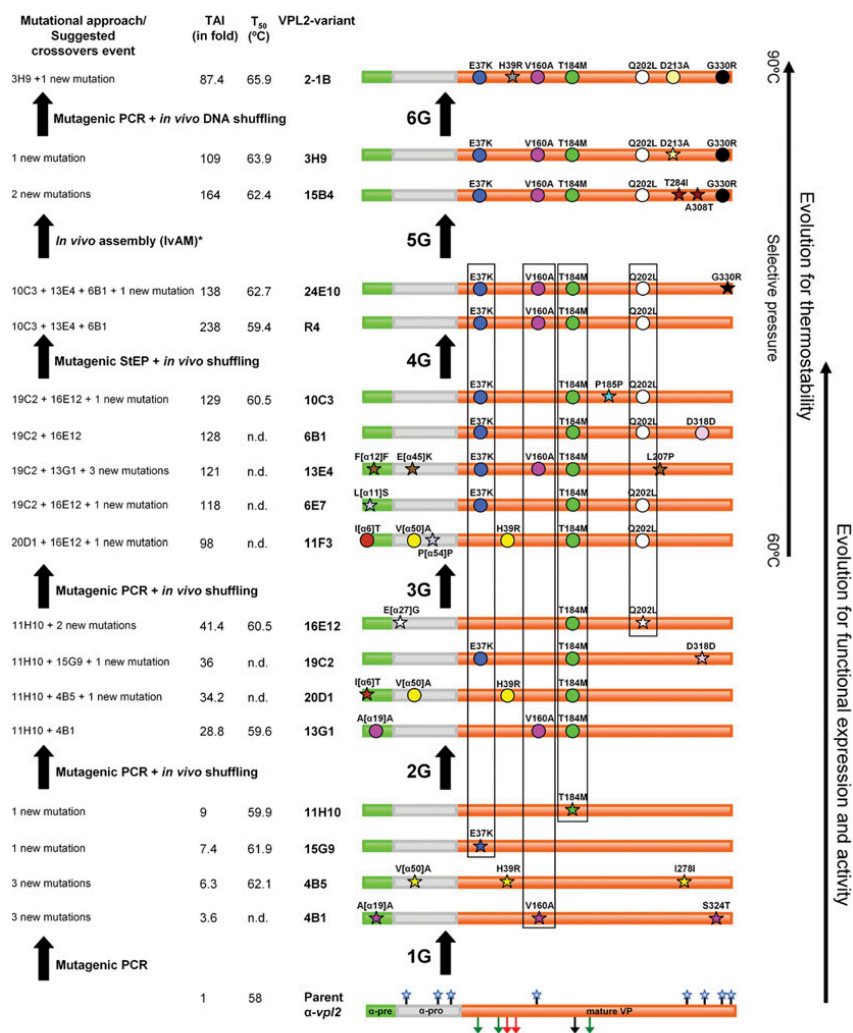 Mutational approach/ TAI T50 VPL2-variant
Suggested (in fold) (ºC)
crossovers event
E37K H39R V160A T184M Q202L D213A G330R
3H9 +1 new mutation 87.4 65.9 2-1B
90ºC
Mutagenic PCR + in vivo DNA shuffling 6G
E37K V160A T184M Q202L D213A G330R
1 new mutation 109 63.9 3H9
E37K V160A T184M Q202L T284I G330R
2 new mutations 164 62.4 15B4
A308T
In vivo assembly (IvAM)* 5G
E37K V160A T184M Q202L G330R
10C3 + 13E4 + 6B1 + 1 new mutation 138 62.7 24E10
E37K V160A T184M Q202L
10C3 + 13E4 + 6B1 238 59.4 R4
Mutagenic StEP + in vivo shuffling 4G
E37K T184M P185P Q202L
19C2 + 16E12 + 1 new mutation 129 60.5 10C3
E37K T184M Q202L D318D
19C2 + 16E12 128 n.d. 6B1
F[α12]F E[α45]K E37K V160A T184M L207P
19C2 + 13G1 + 3 new mutations 121 n.d. 13E4
L[α11]S E37K T184M Q202L
19C2 + 16E12 + 1 new mutation 118 n.d. 6E7
I[α6]T V[α50]A H39R T184M Q202L
20D1 + 16E12 + 1 new mutation 98 n.d. 11F3
P[α54]P
60ºC
Mutagenic PCR + in vivo shuffling 3G
E[α27]G T184M Q202L
11H10 + 2 new mutations 41.4 60.5 16E12
E37K T184M D318D
11H10 + 15G9 + 1 new mutation 36 n.d. 19C2
I[α6]T V[α50]A H39R T184M
11H10 + 4B5 + 1 new mutation 34.2 n.d. 20D1
A[α19]A V160A T184M
11H10 + 4B1 28.8 59.6 13G1
Mutagenic PCR + in vivo shuffling 2G
T184M
1 new mutation 9 59.9 11H10
E37K
1 new mutation 7.4 61.9 15G9
V[α50]A H39R I278I
3 new mutations 6.3 62.1 4B5
A[α19]A V160A S324T
3 new mutations 3.6 n.d. 4B1
Mutagenic PCR 1G
1 58 Parent
α-vpl2 α-pre α-pro mature VP
Selective pressure
Evolution for thermostability
Evolution for functional expression and activity